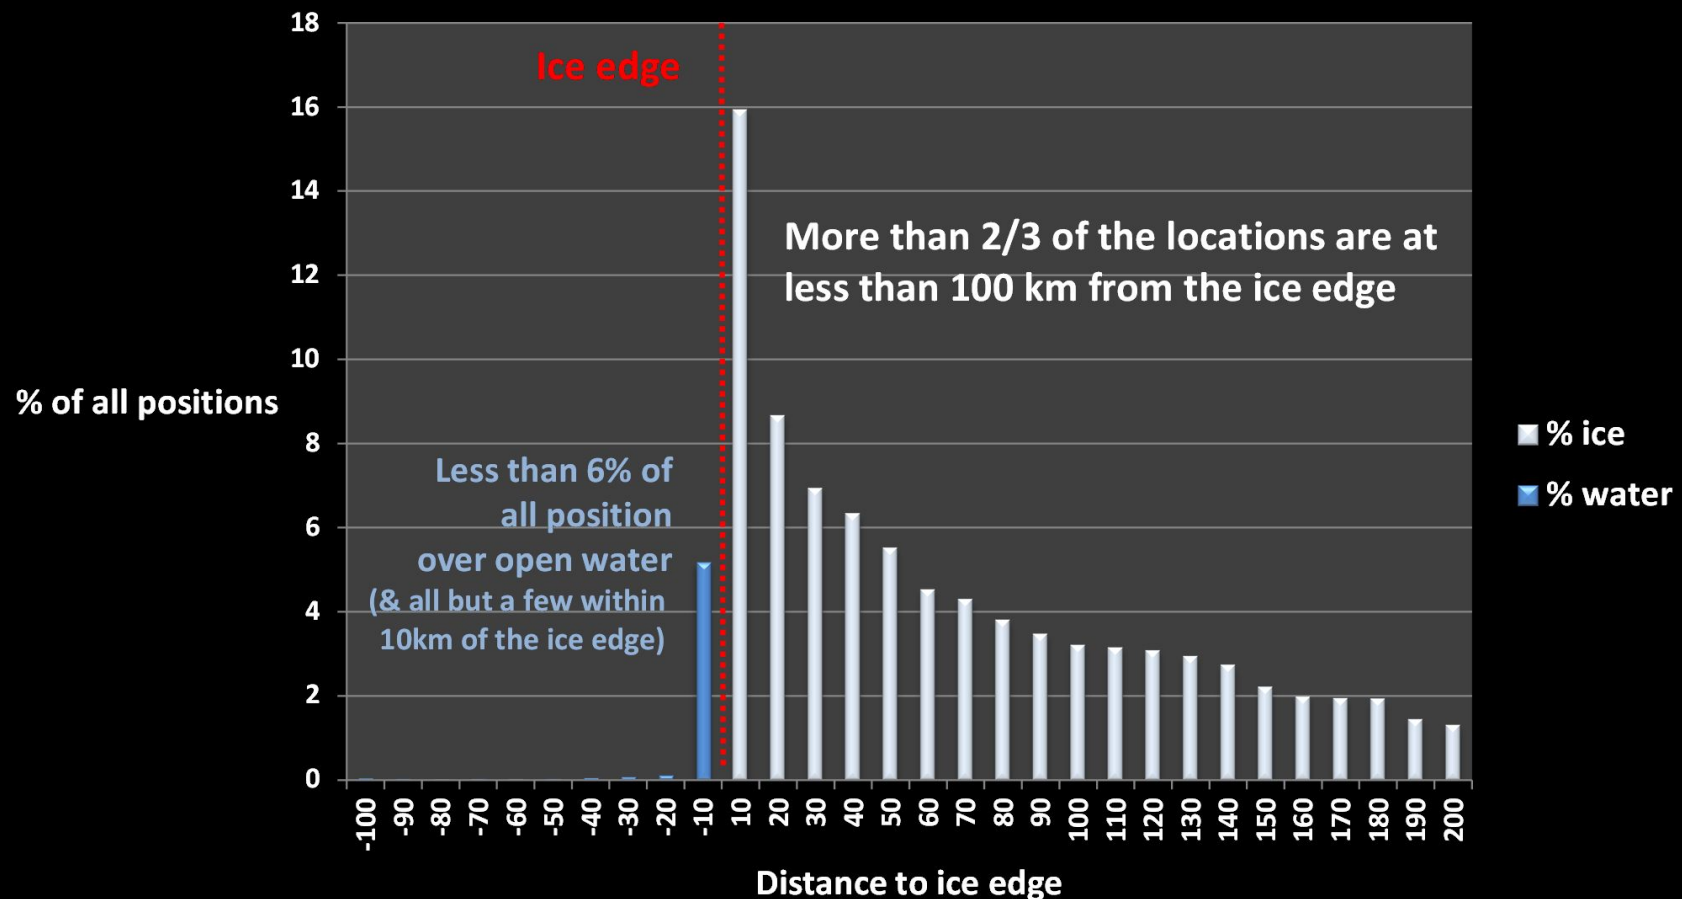 18
16
14
12
10
8
6
4
2
0
% of all positions
Ice edge
More than 2/3 of the locations are at
less than 100 km from the ice edge
Less than 6% of
all position
over open water
(& all but a few within
10km of the ice edge)
% ice
% water
-100 -90 -80 -70 -60 -50 -40 -30 -20 -10 10 20 30 40 50 60 70 80 90 100 110 120 130 140 150 160 170 180 190 200
Distance to ice edge